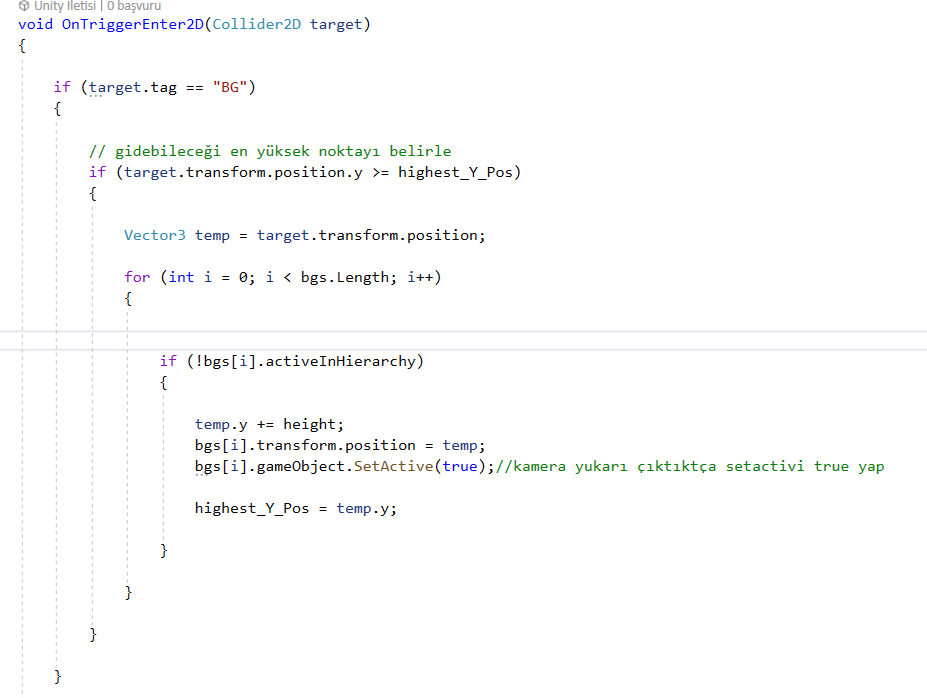 Unity İletisi | 0 başvuru
void OnTriggerEnter2D(Collider2D target)
{
if (target.tag == "BG")
{
// gidebileceği en yüksek noktayı belirle
if (target.transform.position.y >= highest_Y_Pos)
{
Vector3 temp = target.transform.position;
for (int i = 0; i < bgs.Length; i++)
{
if (!bgs[i].activeInHierarchy)
{
temp.y += height;
bgs[i].transform.position = temp;
bgs[i].gameObject.SetActive(true);//kamera yukarı çıktıktça setactivi true yap
highest_Y_Pos = temp.y;
}
}
}
}